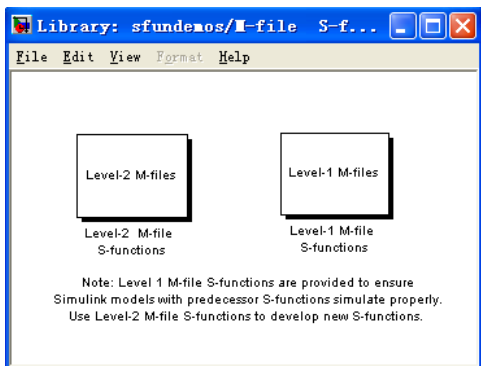 Library: sfundemos/M-file S-f...
File Edit View Format Help
Level-2 M-files
Level-1 M-files
Level-2 M-file
S-functions
Level-1 M-file
S-functions
Note: Level 1 M-file S-functions are provided to ensure
Simulink models with predecessor S-functions simulate properly.
Use Level-2 M-file S-functions to develop new S-functions.